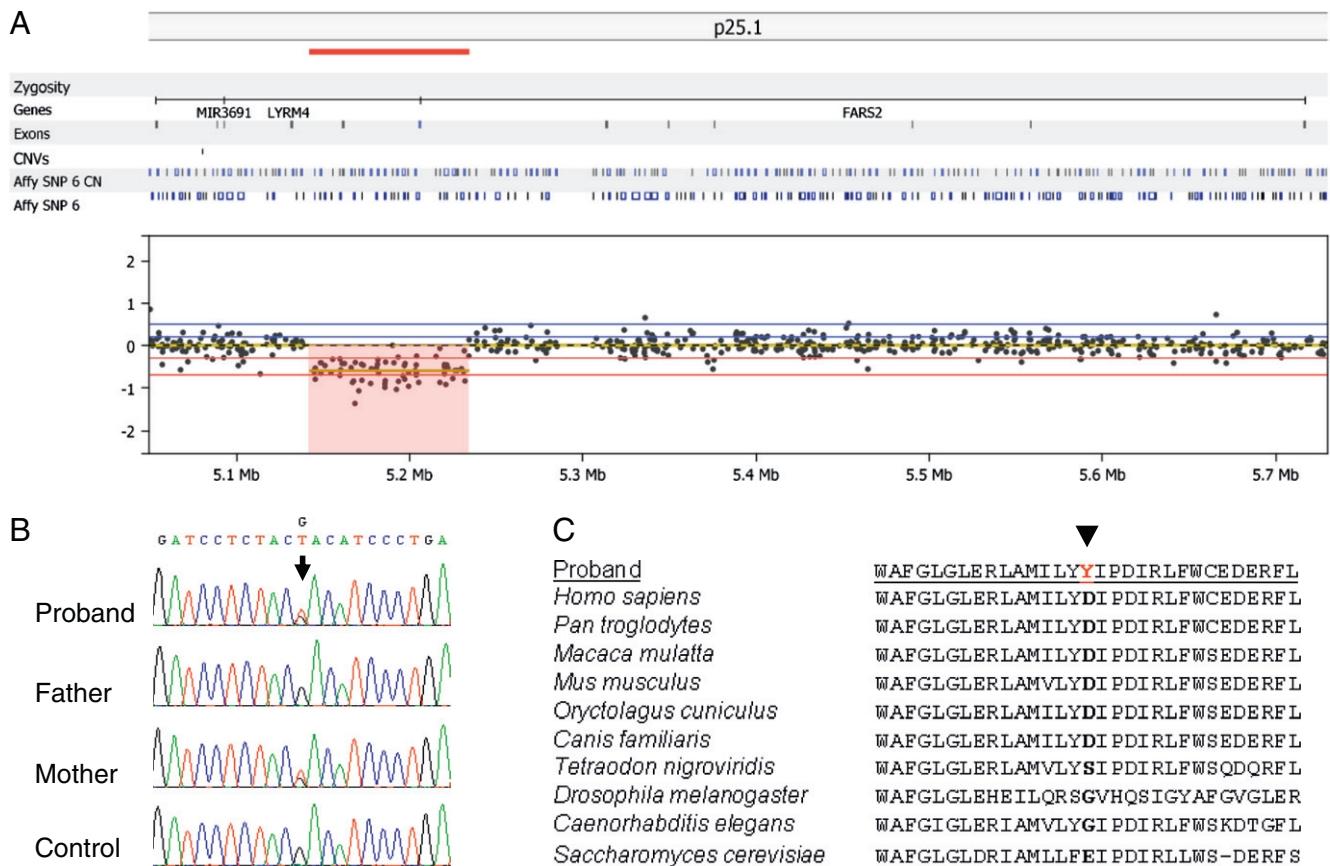 A
p25.1
Zygosity
Genes
MIR3691 LYRM4 FARS2
Exons
CNVs
Affy SNP 6 CN
Affy SNP 6
2
1
0
-1
-2
5.1 Mb 5.2 Mb 5.3 Mb 5.4 Mb 5.5 Mb 5.6 Mb 5.7 Mb
B
G
G A T C C T C T A C T A C A T C C C T G A
Proband
Father
Mother
Control
C
Proband WAFGLGLERLAMILYYIPDIRLFWCEDERFL
Homo sapiens WAFGLGLERLAMILYDIPDIRLFWCEDERFL
Pan troglodytes WAFGLGLERLAMILYDIPDIRLFWCEDERFL
Macaca mulatta WAFGLGLERLAMILYDIPDIRLFWSEDERFL
Mus musculus WAFGLGLERLAMVLYDIPDIRLFWSEDERFL
Oryctolagus cuniculus WAFGLGLERLAMILYDIPDIRLFWSEDERFL
Canis familiaris WAFGLGLERLAMILYDIPDIRLFWSEDERFL
Tetraodon nigroviridis WAFGLGLERLAMVLYSIPDIRLFWSQDQRFL
Drosophila melanogaster WAFGLGLEHEILQRSGVHQSIGYAFGVGLER
Caenorhabditis elegans WAFGIGLERIAMVLYGIPDIRLFWSKDTGFL
Saccharomyces cerevisiae WAFGLGLDRIAMLLFEIPDIRLLWS-DERFS